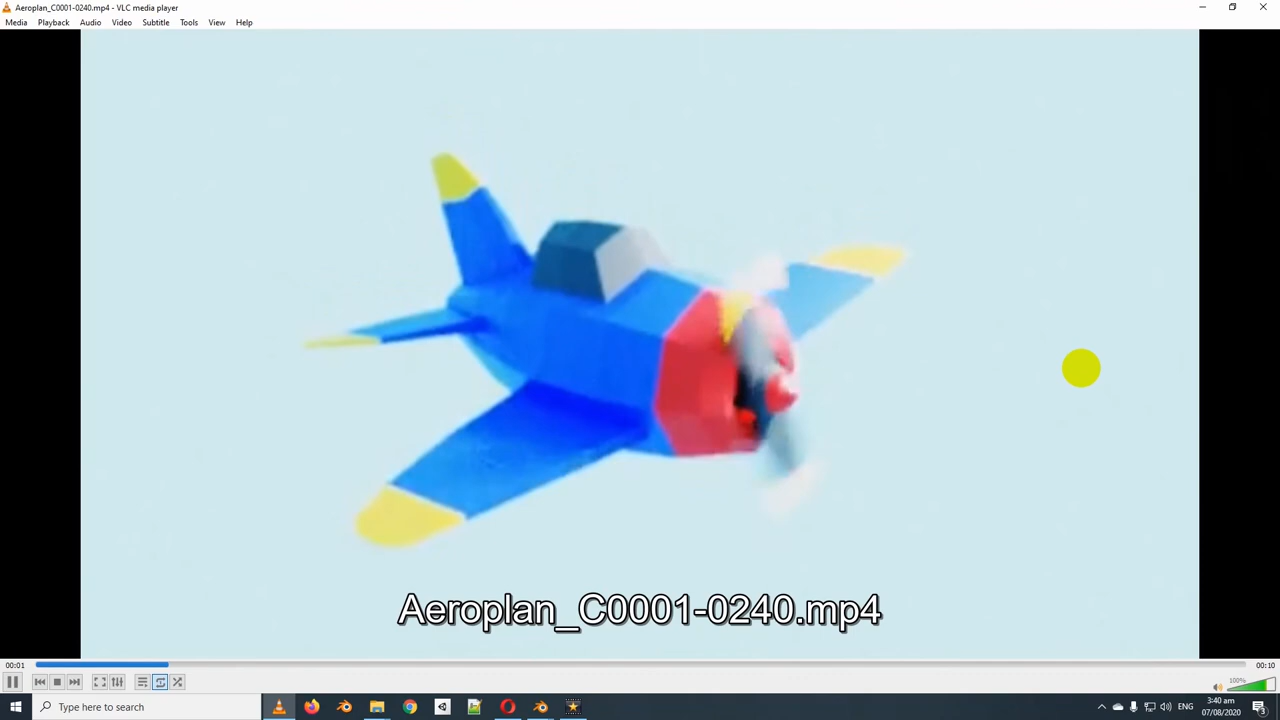 Aeroplan_C0001-0240.mp4 - VLC media player
Media Playback Audio Video Subtitle Tools View Help
Aeroplan_C0001-0240.mp4
00:01 00:10
100%
Type here to search
ENG
3:40 am
07/08/2020